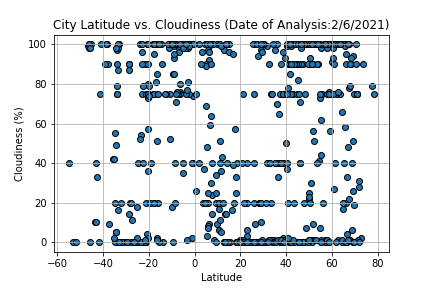 City Latitude vs. Cloudiness (Date of Analysis:2/6/2021)
100
80
60
40
20
0
Cloudiness (%)
−60 −40 −20 0 20 40 60 80
Latitude